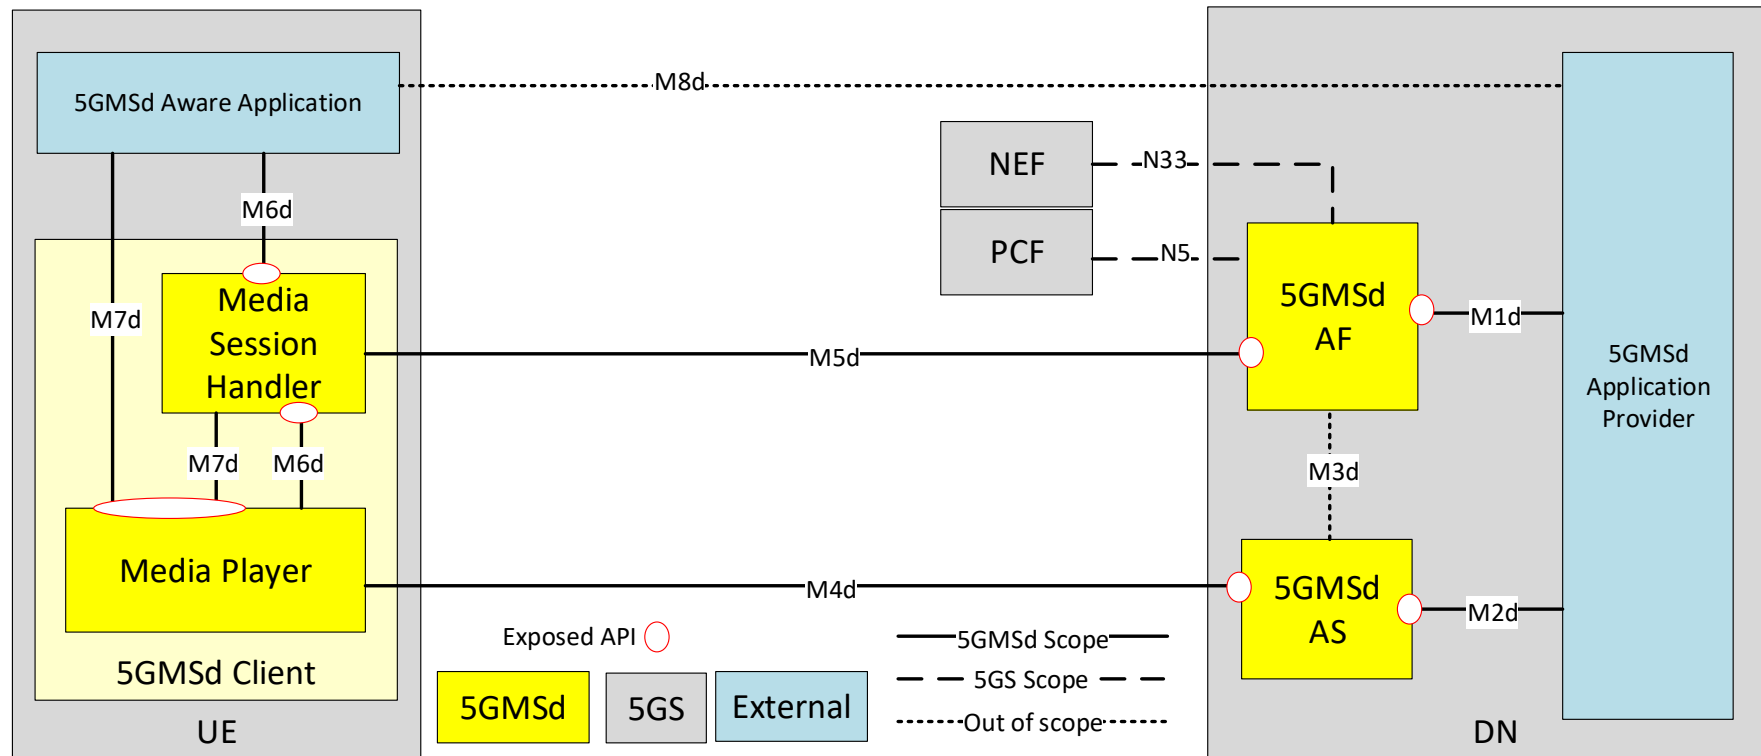 5GMSd Aware Application
M8d
NEF
N33
M6d
PCF
N5
Media
Session
Handler
M7d
5GMSd
AF
M1d
M5d
5GMSd
Application
Provider
M7d
M6d
M3d
Media Player
M4d
5GMSd
AS
M2d
5GMSd Client
UE
Exposed API
5GMSd
5GS
External
5GMSd Scope
5GS Scope
Out of scope
DN